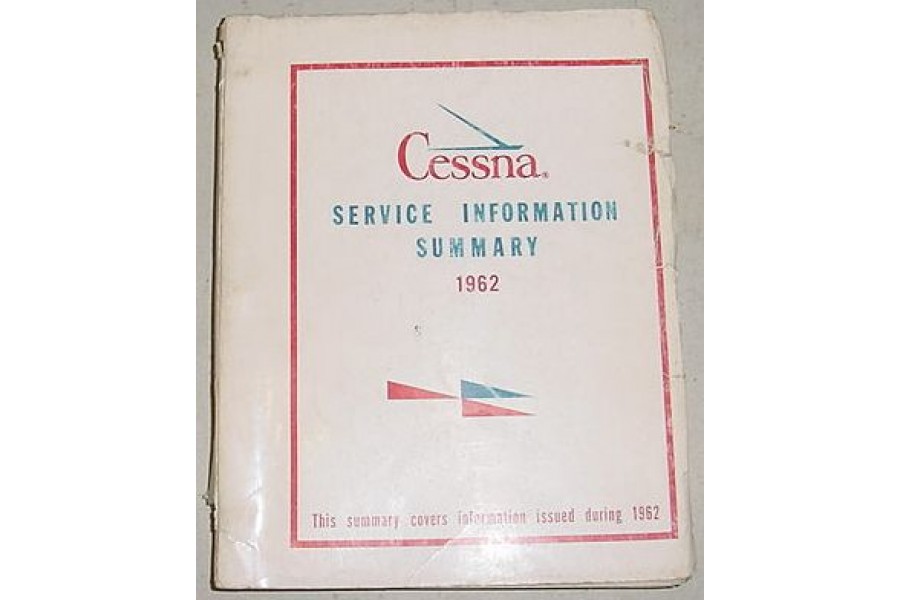 Cessna®
SERVICE INFORMATION
SUMMARY
1962
This summary covers information issued during 1962